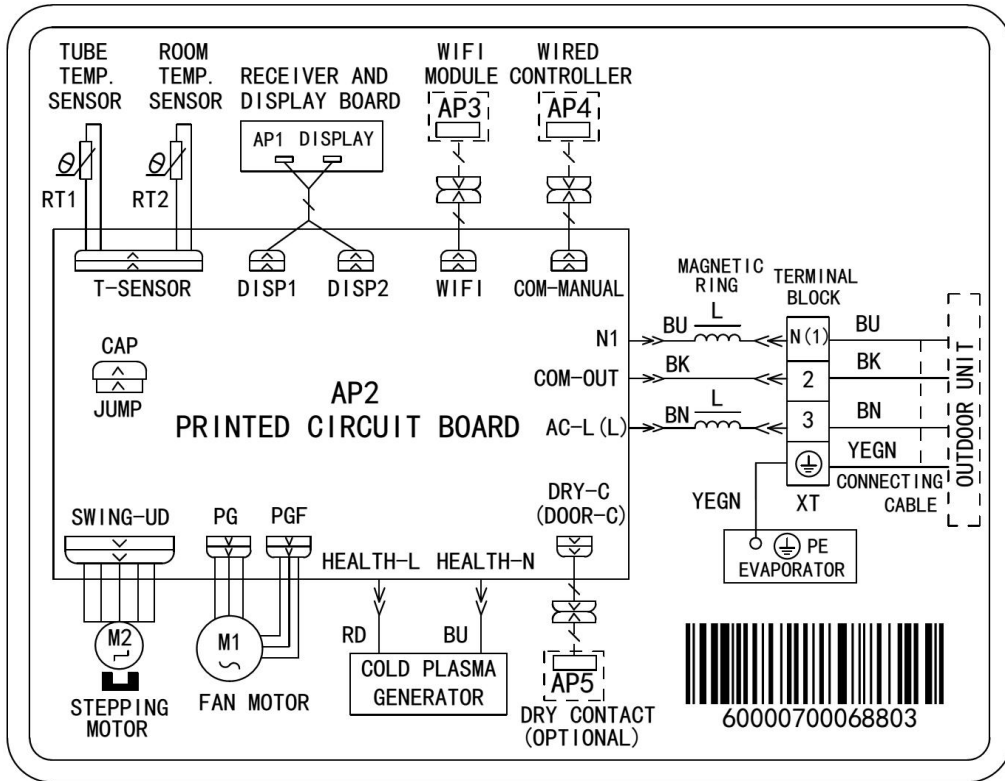 TUBE
TEMP.
SENSOR
ROOM
TEMP.
SENSOR
RECEIVER AND
DISPLAY BOARD
WIFI
MODULE
WIRED
CONTROLLER
AP1 DISPLAY
AP3
AP4
θ
RT1
θ
RT2
T-SENSOR
DISP1
DISP2
WIFI
COM-MANUAL
MAGNETIC
RING
TERMINAL
BLOCK
CAP
JUMP
AP2
PRINTED CIRCUIT BOARD
N1
BU
L
N(1)
BU
COM-OUT
BK
2
BK
AC-L(L)
BN
L
3
BN
YEGN
OUTDOOR UNIT
CONNECTING
CABLE
YEGN
XT
PE
EVAPORATOR
SWING-UD
PG
PGF
HEALTH-L
HEALTH-N
DRY-C
(DOOR-C)
M2
STEPPING
MOTOR
M1
FAN MOTOR
RD
BU
COLD PLASMA
GENERATOR
AP5
DRY CONTACT
(OPTIONAL)
60000700068803